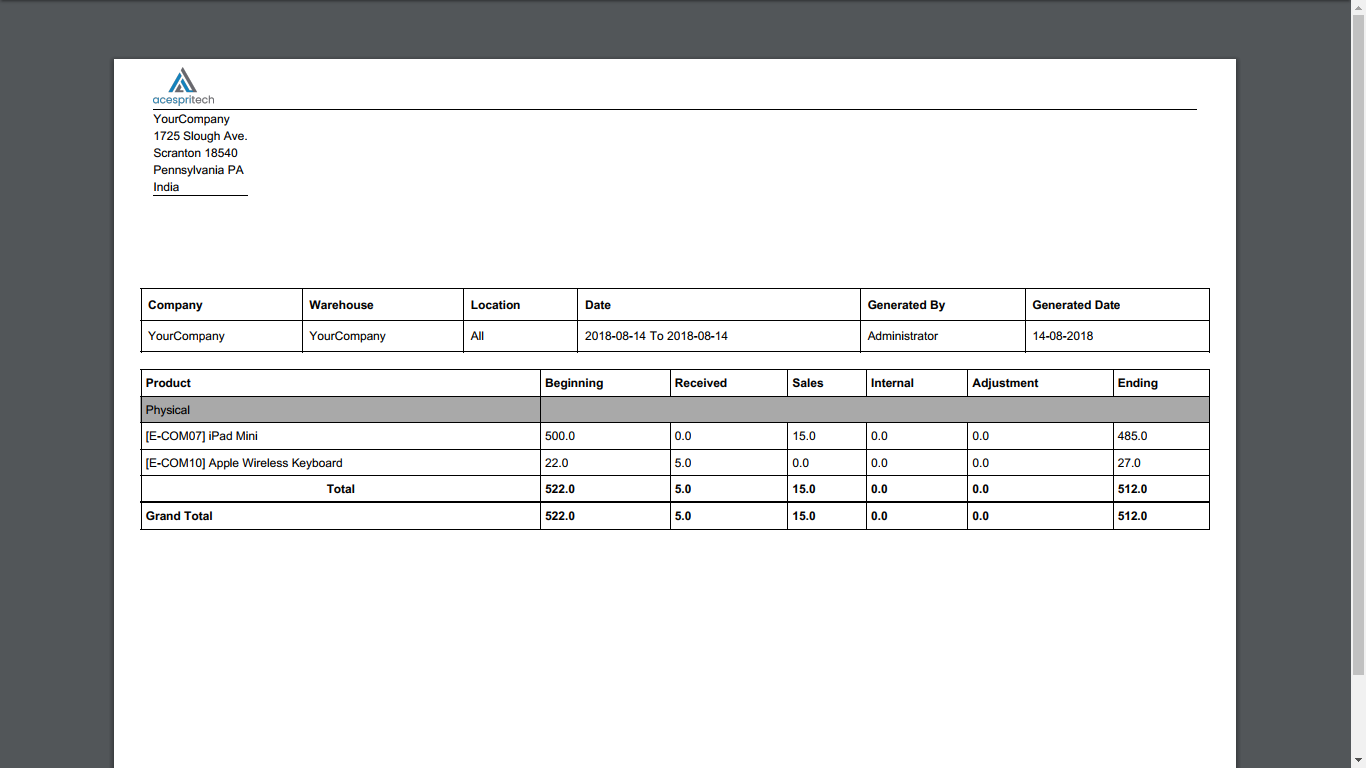 acespritech
YourCompany
1725 Slough Ave.
Scranton 18540
Pennsylvania PA
India
Company Warehouse Location Date Generated By Generated Date
YourCompany YourCompany All 2018-08-14 To 2018-08-14 Administrator 14-08-2018
Product Beginning Received Sales Internal Adjustment Ending
Physical
[E-COM07] iPad Mini 500.0 0.0 15.0 0.0 0.0 485.0
[E-COM10] Apple Wireless Keyboard 22.0 5.0 0.0 0.0 0.0 27.0
Total 522.0 5.0 15.0 0.0 0.0 512.0
Grand Total 522.0 5.0 15.0 0.0 0.0 512.0